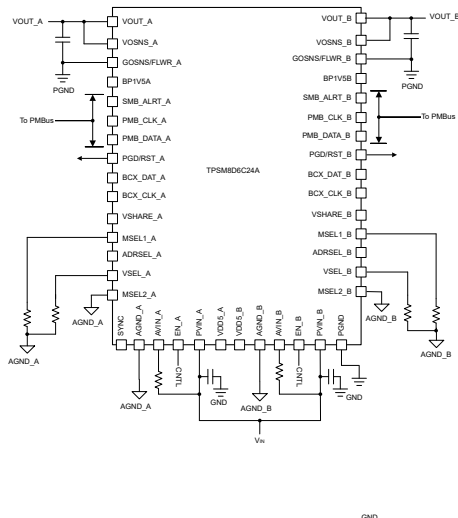 VOUT_A
VOUT_A
VOSNS_A
GOSNS/FLWR_A
BP1V5A
SMB_ALRT_A
PMB_CLK_A
PMB_DATA_A
PGD/RST_A
BCX_DAT_A
BCX_CLK_A
VSHARE_A
MSEL1_A
ADRSEL_A
VSEL_A
MSEL2_A
PGND
To PMBus
AGND_A
AGND_A
TPSM8D6C24A
VOUT_B
VOUT_B
VOSNS_B
GOSNS/FLWR_B
BP1V5B
SMB_ALRT_B
PMB_CLK_B
PMB_DATA_B
PGD/RST_B
BCX_DAT_B
BCX_CLK_B
VSHARE_B
MSEL1_B
ADRSEL_B
VSEL_B
MSEL2_B
PGND
To PMBus
AGND_B
AGND_B
SYNC
AGND_A
AVIN_A
EN_A
PVIN_A
VDD5_A
VDD5_B
AGND_B
AVIN_B
EN_B
PVIN_B
PGND
CNTL
CNTL
GND
GND
AGND_A
AGND_B
VIN
GND